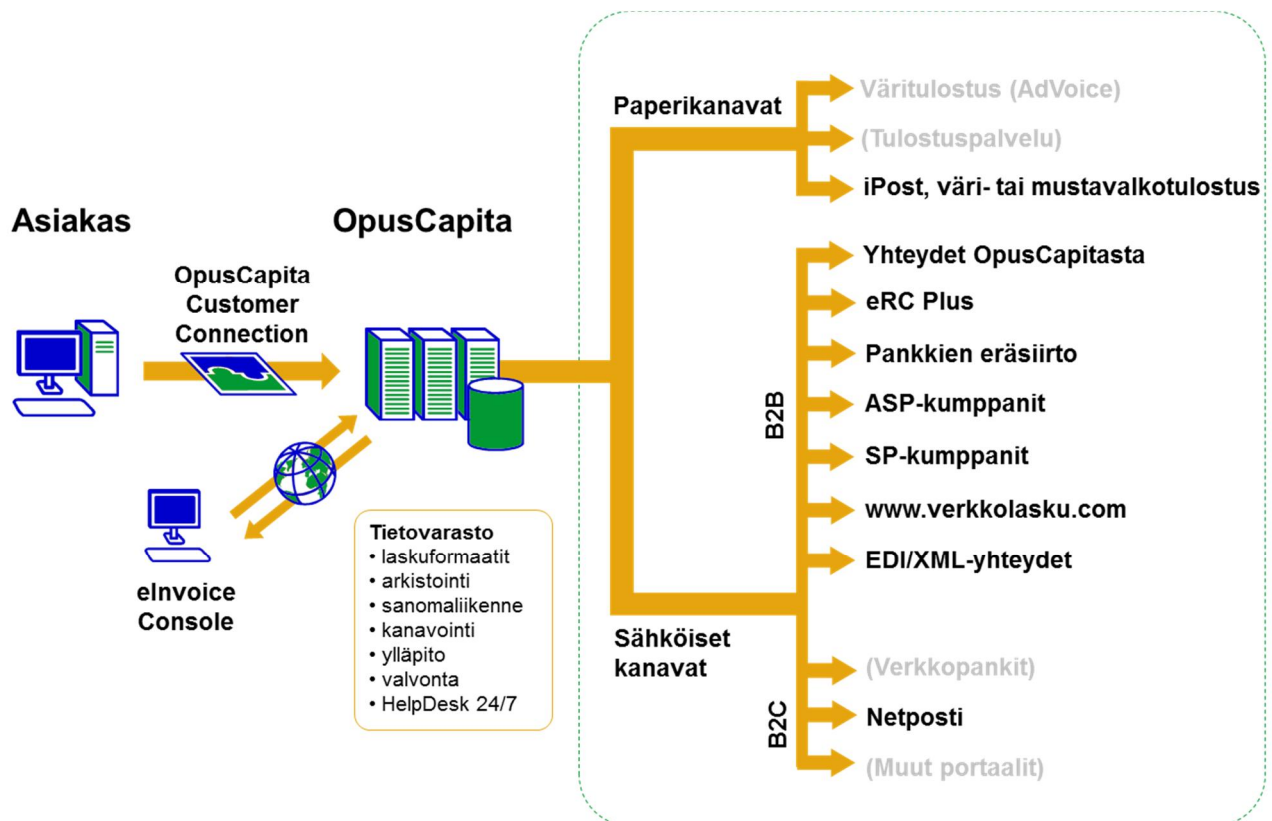 Asiakas
OpusCapita
OpusCapita
Customer
Connection
eInvoice
Console
Tietovarasto
• laskuformaatit
• arkistointi
• sanomaliikenne
• kanavointi
• ylläpito
• valvonta
• HelpDesk 24/7
Paperikanavat
Väritulostus (AdVoice)
(Tulostuspalvelu)
iPost, väri- tai mustavalkotulostus
Sähköiset
kanavat
B2B
Yhteydet OpusCapitasta
eRC Plus
Pankkien eräsiirto
ASP-kumppanit
SP-kumppanit
www.verkkolasku.com
EDI/XML-yhteydet
B2C
(Verkkopankit)
Netposti
(Muut portaalit)